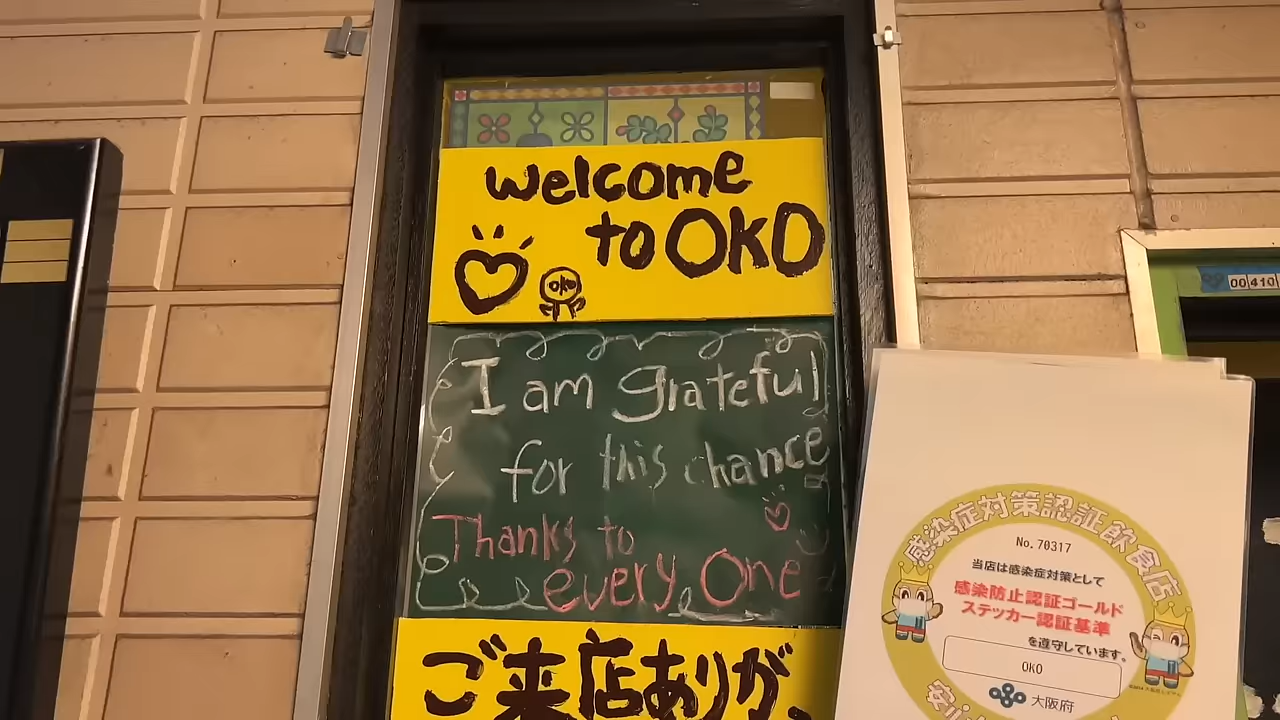 welcome
to OKO
OKO
I am grateful
for this chance
Thanks to
every One
ご来店ありが
00410
感染症対策認証飲食店
No.70317
当店は感染症対策として
感染防止認証ゴールド
ステッカー認証基準
を遵守しています。
OKO
大阪府